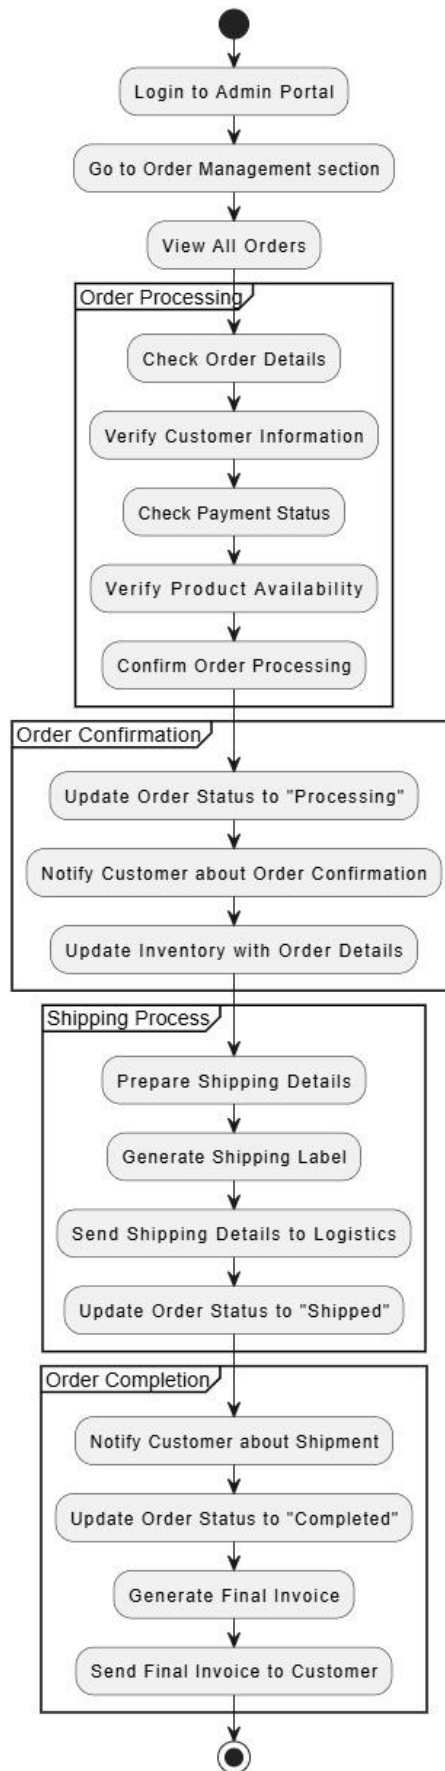 Login to Admin Portal
Go to Order Management section
View All Orders
Order Processing
Check Order Details
Verify Customer Information
Check Payment Status
Verify Product Availability
Confirm Order Processing
Order Confirmation
Update Order Status to "Processing"
Notify Customer about Order Confirmation
Update Inventory with Order Details
Shipping Process
Prepare Shipping Details
Generate Shipping Label
Send Shipping Details to Logistics
Update Order Status to "Shipped"
Order Completion
Notify Customer about Shipment
Update Order Status to "Completed"
Generate Final Invoice
Send Final Invoice to Customer